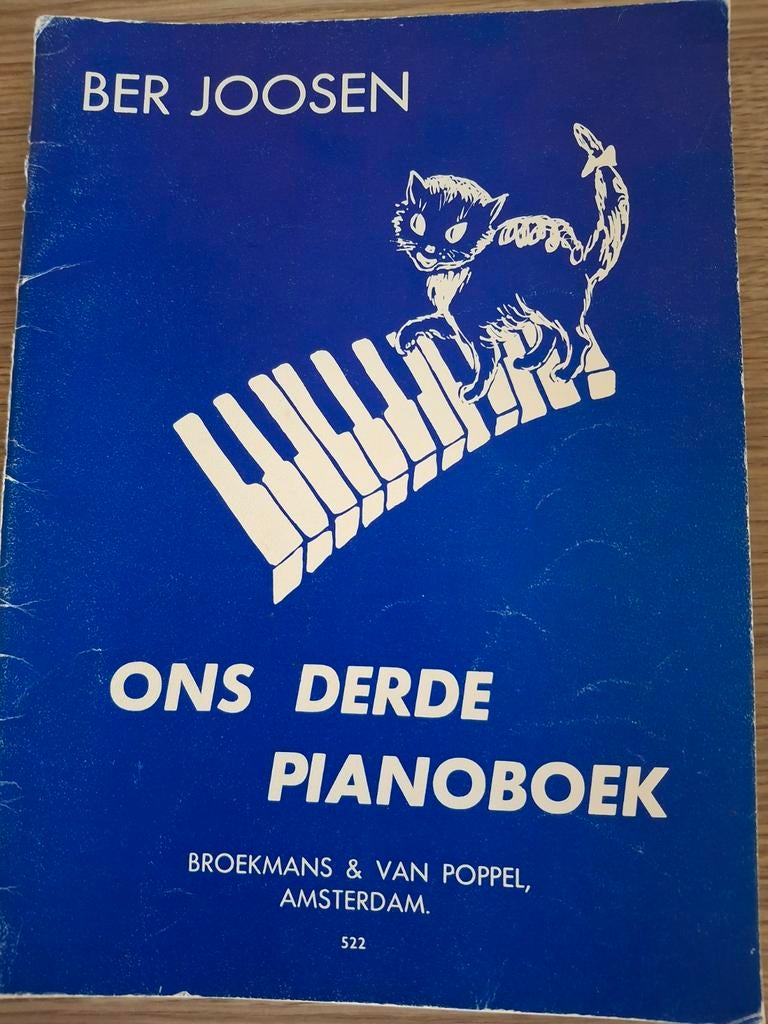 BER JOOSEN
ONS DERDE
PIANOBOEK
BROEKMANS & VAN POPPEL,
AMSTERDAM.
522